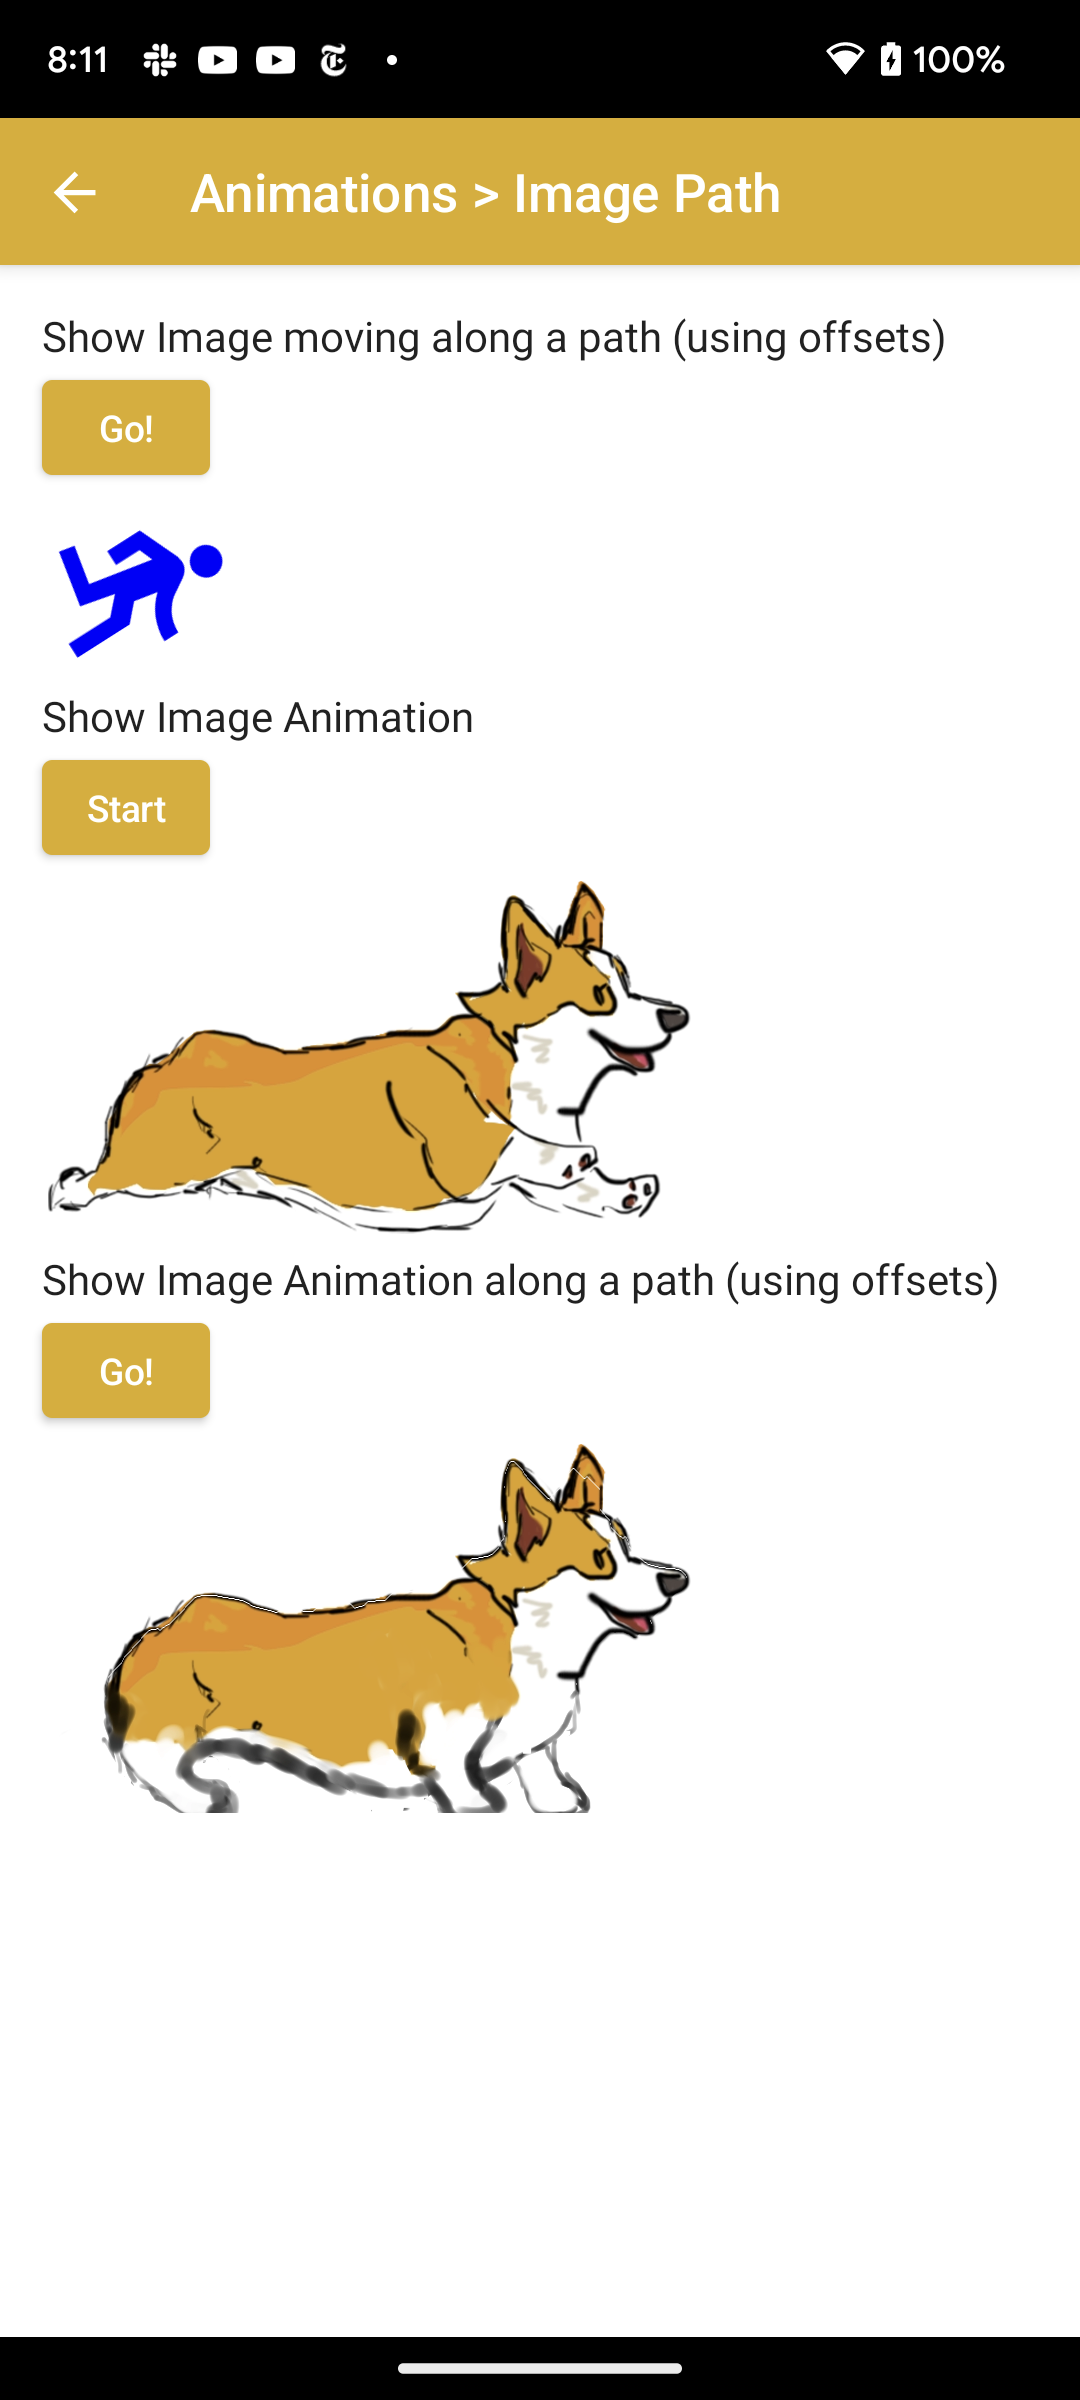 8:11 100%
Animations > Image Path
Show Image moving along a path (using offsets)
Go!
Show Image Animation
Start
Show Image Animation along a path (using offsets)
Go!